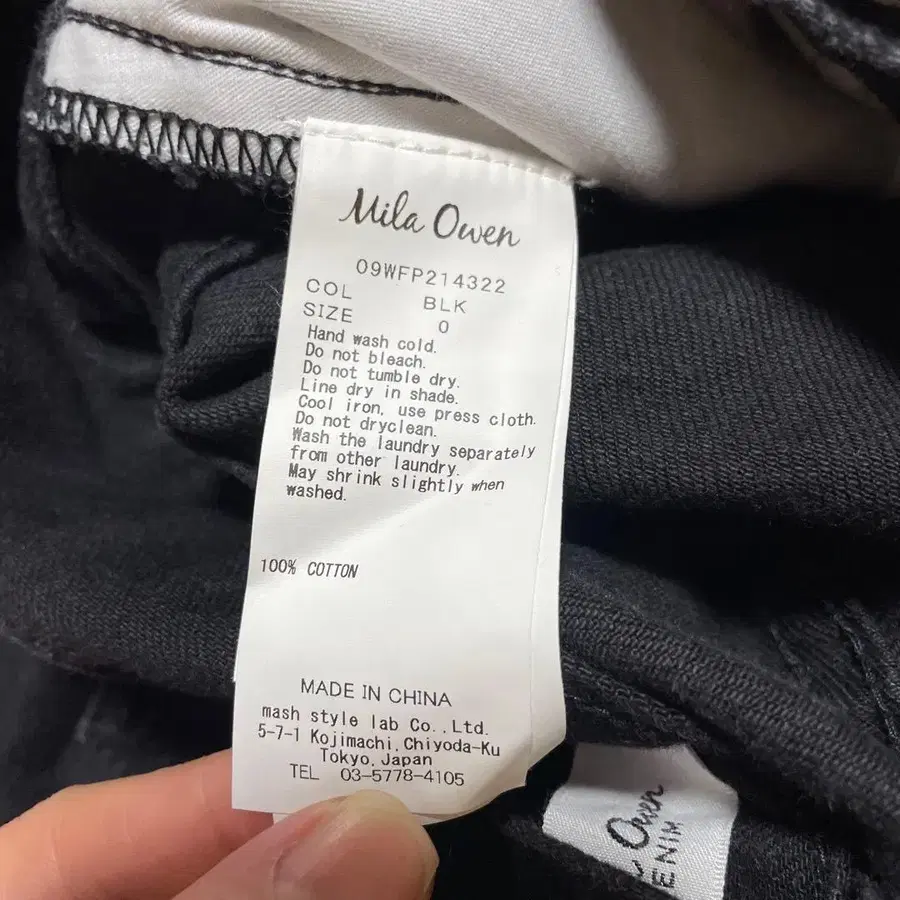 Mila Owen
09WFP214322
COL BLK
SIZE 0
Hand wash cold.
Do not bleach.
Do not tumble dry.
Line dry in shade.
Cool iron, use press cloth.
Do not dryclean.
Wash the laundry separately
from other laundry.
May shrink slightly when
washed.
100% COTTON
MADE IN CHINA
mash style lab Co.,Ltd.
5-7-1 Kojimachi,Chiyoda-Ku
Tokyo,Japan
TEL 03-5778-4105
Owen
ENIM